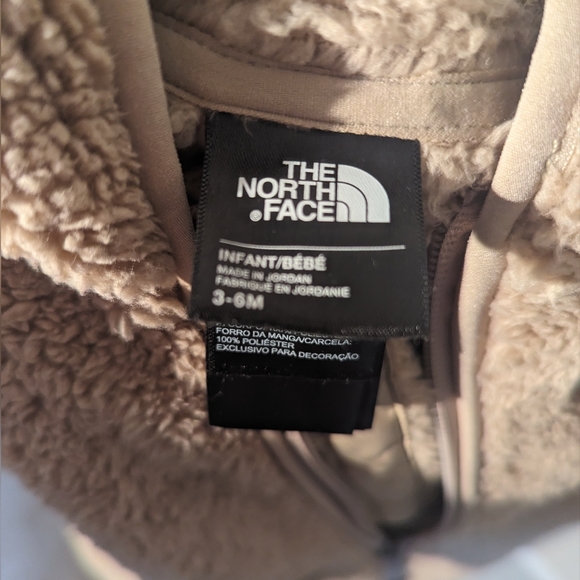 THE
NORTH
FACE
INFANT/BÉBÉ
MADE IN JORDAN
FABRIQUÉ EN JORDANIE
3-6M
FORRO DA MANGA/CARCELA:
100% POLIÉSTER
EXCLUSIVO PARA DECORAÇÃO